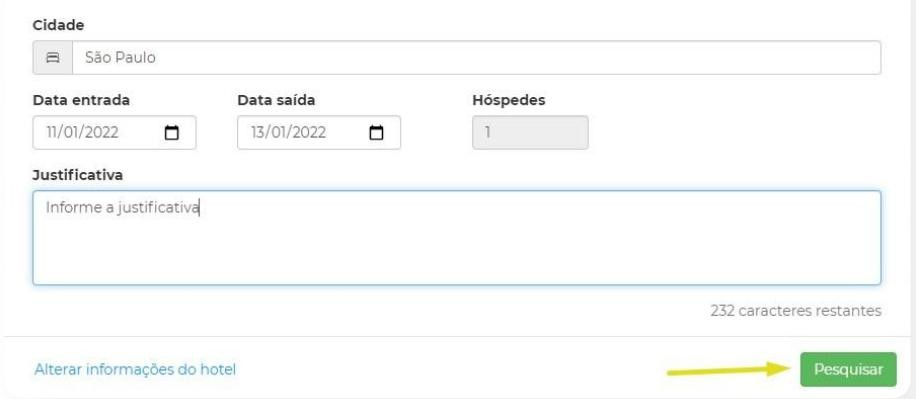 Cidade
São Paulo
Data entrada Data saída Hóspedes
11/01/2022 13/01/2022 1
Justificativa
Informe a justificativa
232 caracteres restantes
Alterar informações do hotel Pesquisar